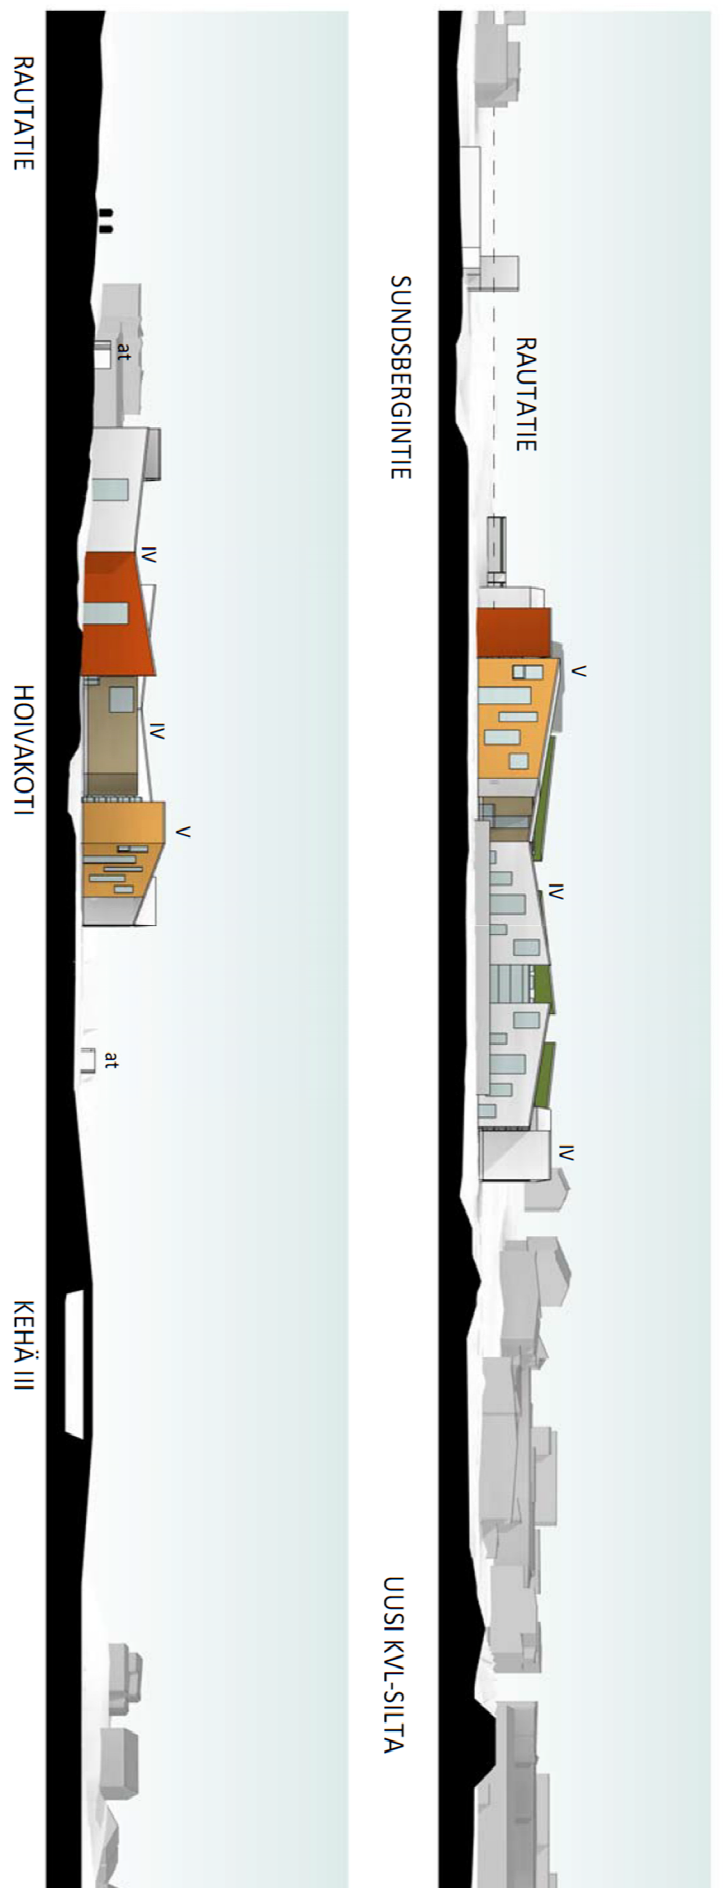 RAUTATIE
V
IV
IV
SUNDSBERGINTIE
UUSI KVL-SILTA
at
IV
IV
V
at
RAUTATIE
HOIVAKOTI
KEHÄ III